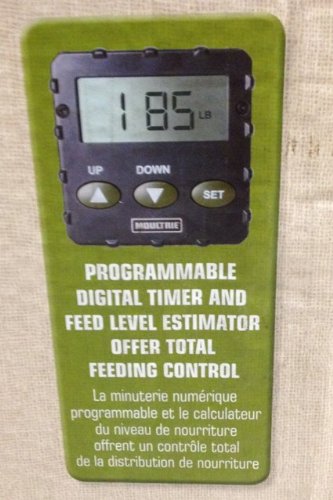 185 LB
UP DOWN
SET
MOULTRIE
PROGRAMMABLE
DIGITAL TIMER AND
FEED LEVEL ESTIMATOR
OFFER TOTAL
FEEDING CONTROL
La minuterie numérique
programmable et le calculateur
du niveau de nourriture
offrent un contrôle total
de la distribution de nourriture